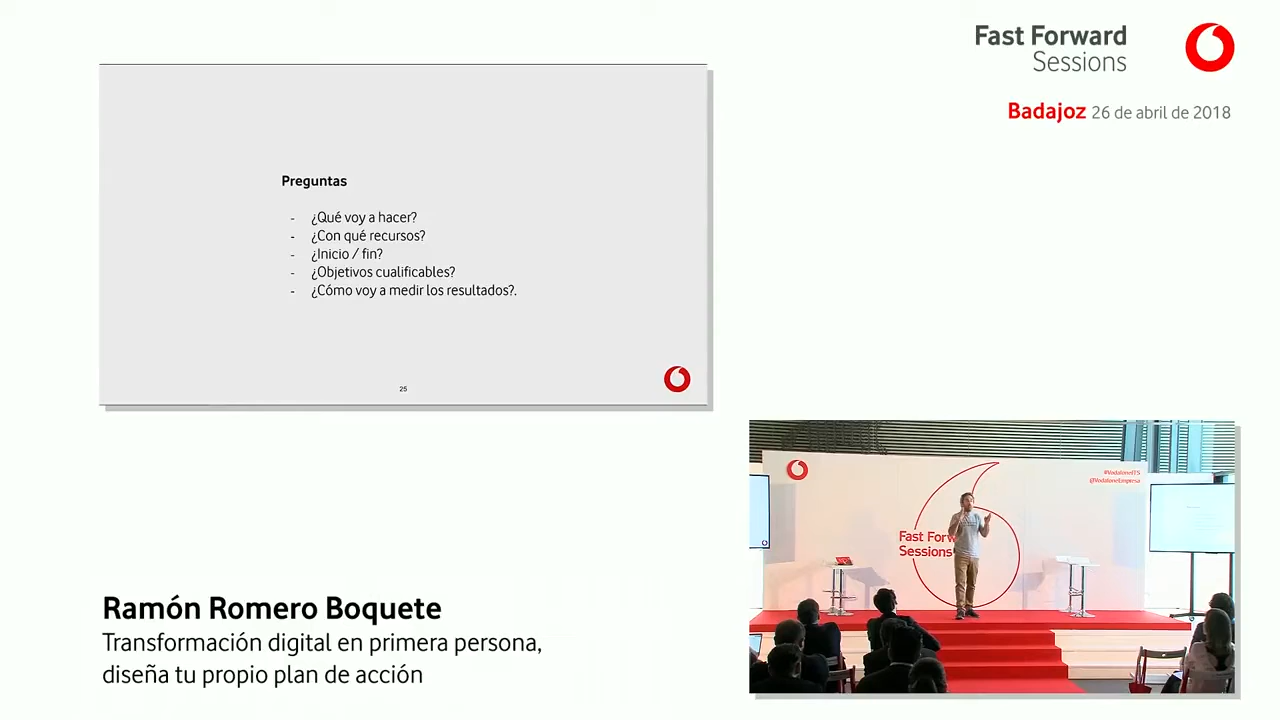 Fast Forward
Sessions
Badajoz 26 de abril de 2018
Preguntas
- ¿Qué voy a hacer?
- ¿Con qué recursos?
- ¿Inicio / fin?
- ¿Objetivos cualificables?
- ¿Cómo voy a medir los resultados?.
25
#VodafoneITS
@VodafoneEmpresa
Fast Forw
Sessions
Ramón Romero Boquete
Transformación digital en primera persona,
diseña tu propio plan de acción